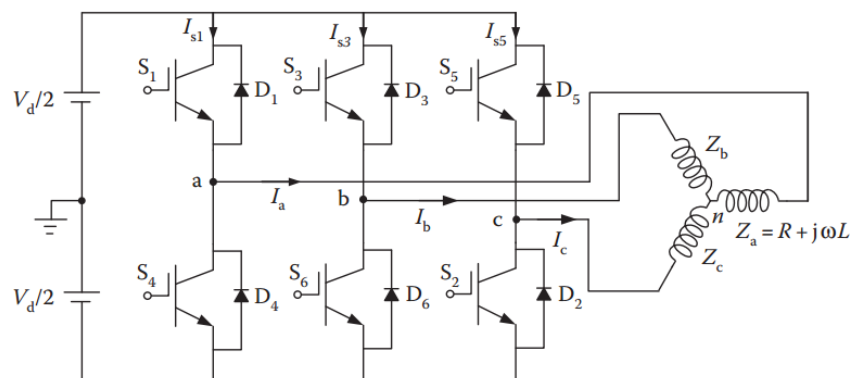 I_s1 I_s3 I_s5
S_1 D_1 S_3 D_3 S_5 D_5
V_d/2
a I_a
b I_b
c I_c
Z_b
n
Z_a = R + jωL
Z_c
V_d/2
S_4 D_4 S_6 D_6 S_2 D_2